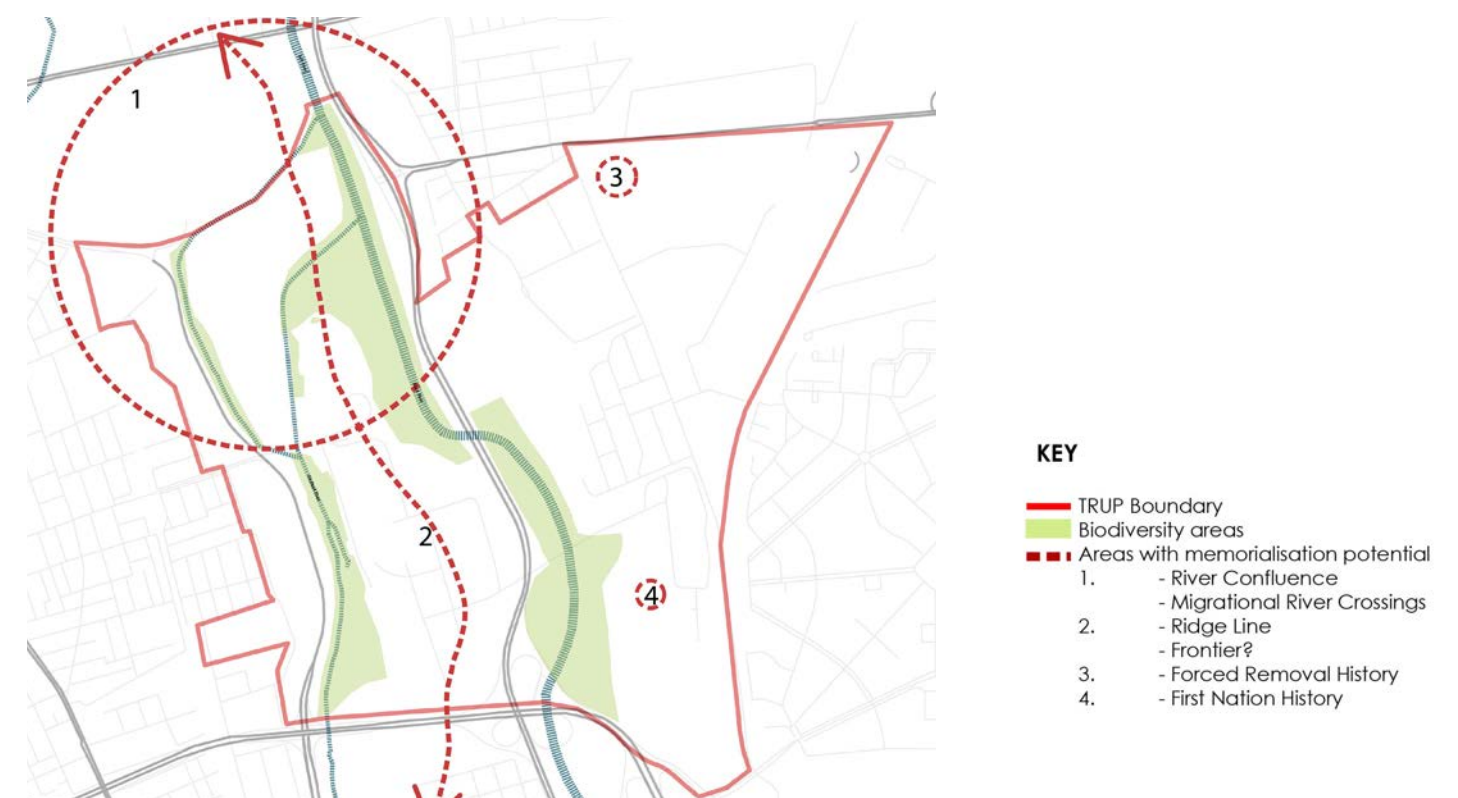 1
3
2
4
KEY
TRUP Boundary
Biodiversity areas
Areas with memorialisation potential
1. - River Confluence
- Migrational River Crossings
2. - Ridge Line
- Frontier?
3. - Forced Removal History
4. - First Nation History